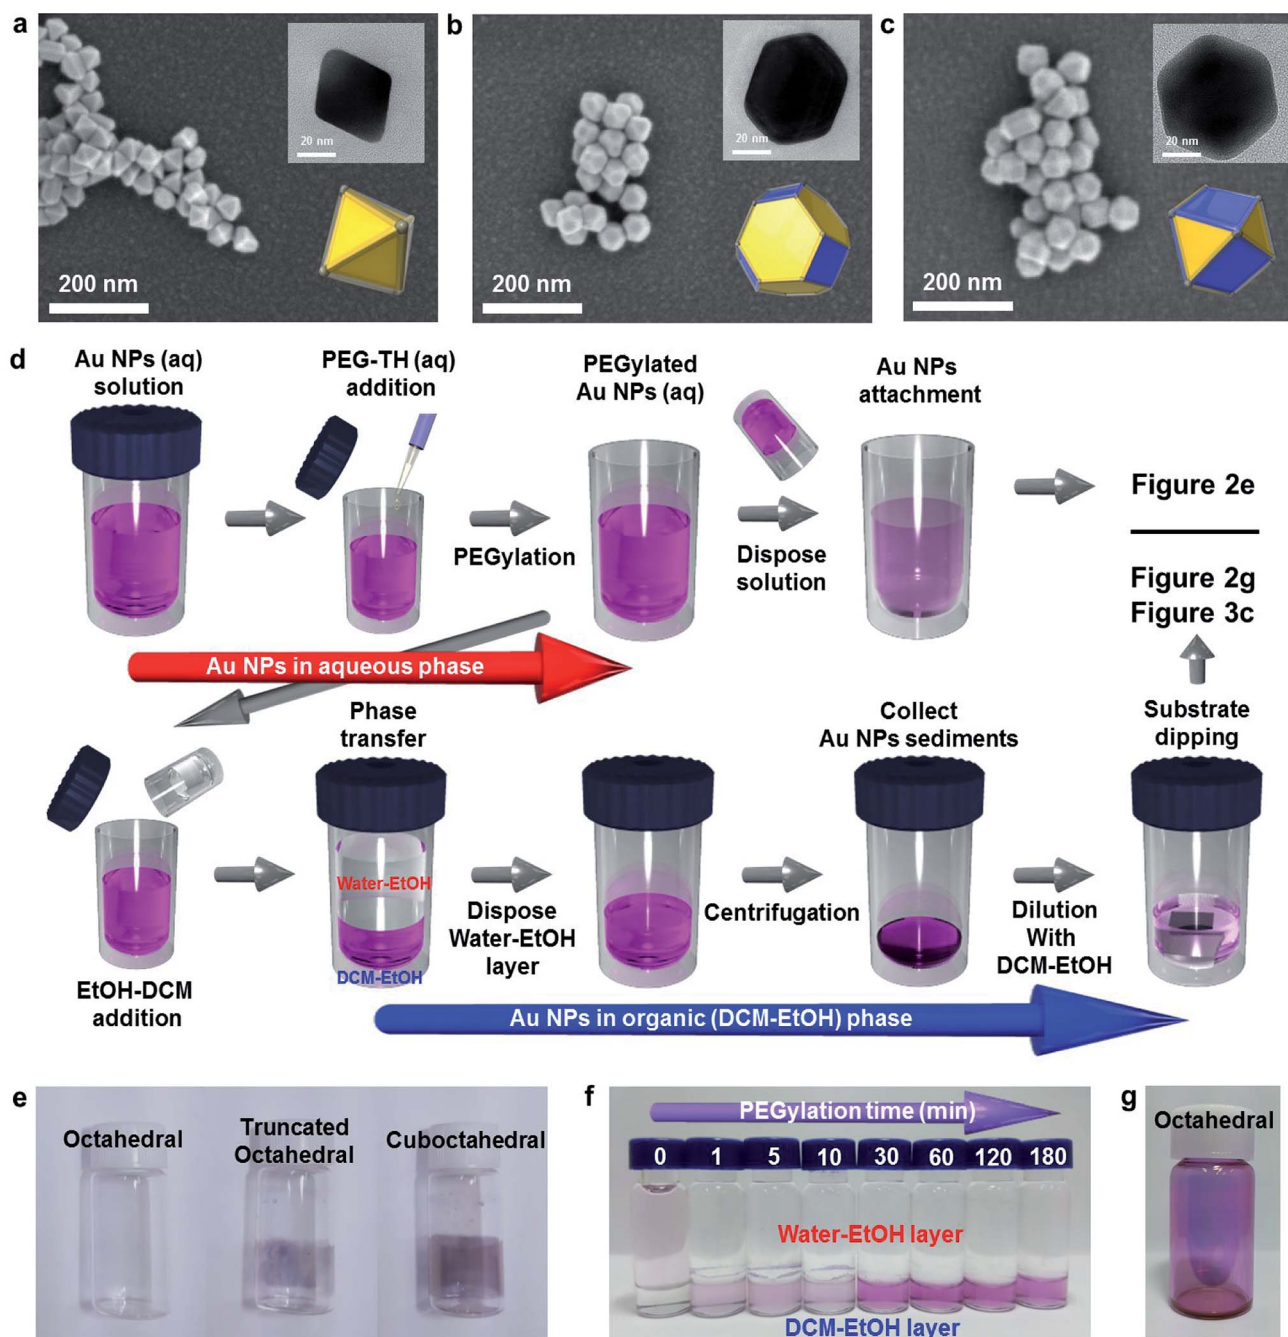 a
20 nm
200 nm
b
20 nm
200 nm
c
20 nm
200 nm
d
Au NPs (aq)
solution
PEG-TH (aq)
addition
PEGylation
PEGylated
Au NPs (aq)
Dispose
solution
Au NPs
attachment
Figure 2e
Figure 2g
Figure 3c
Au NPs in aqueous phase
EtOH-DCM
addition
Phase
transfer
Water-EtOH
DCM-EtOH
Dispose
Water-EtOH
layer
Centrifugation
Collect
Au NPs sediments
Dilution
With
DCM-EtOH
Substrate
dipping
Au NPs in organic (DCM-EtOH) phase
e
Octahedral
Truncated
Octahedral
Cuboctahedral
f
PEGylation time (min)
0 1 5 10 30 60 120 180
Water-EtOH layer
DCM-EtOH layer
g
Octahedral